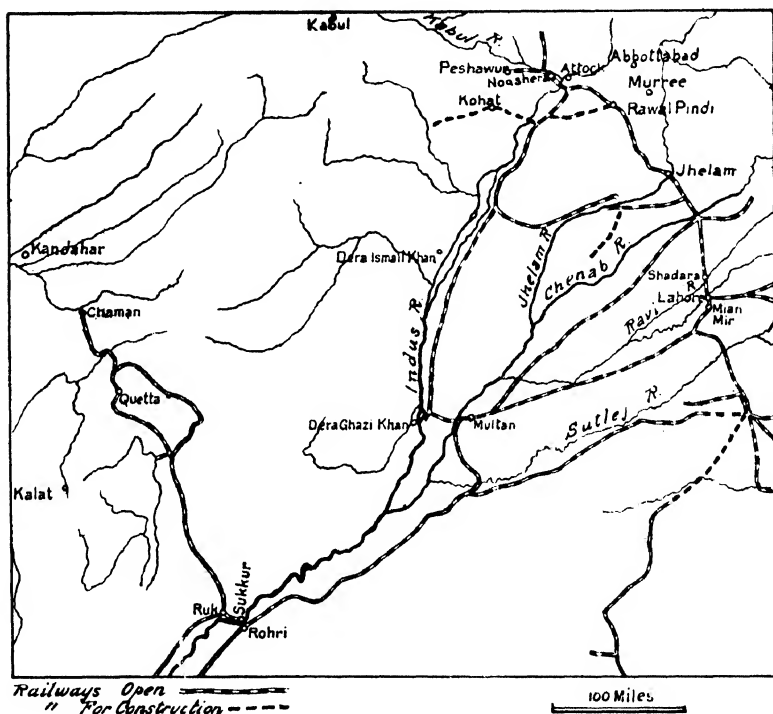 Kabul
Kabul R.
Peshawur
Nowshera
Attock
Abbottabad
Murree
Kohat
Rawal Pindi
Jhelam
Kandahar
Dera Ismail Khan
Jhelam R.
Chenab R.
Shadara
Lahore
R.
Ravi
Mian
Mir
Chaman
Indus R.
Quetta
Dera Ghazi Khan
Multan
Sutlej R.
Kalat
Ruk
Sukkur
Rohri
Railways Open
" For Construction
100 Miles